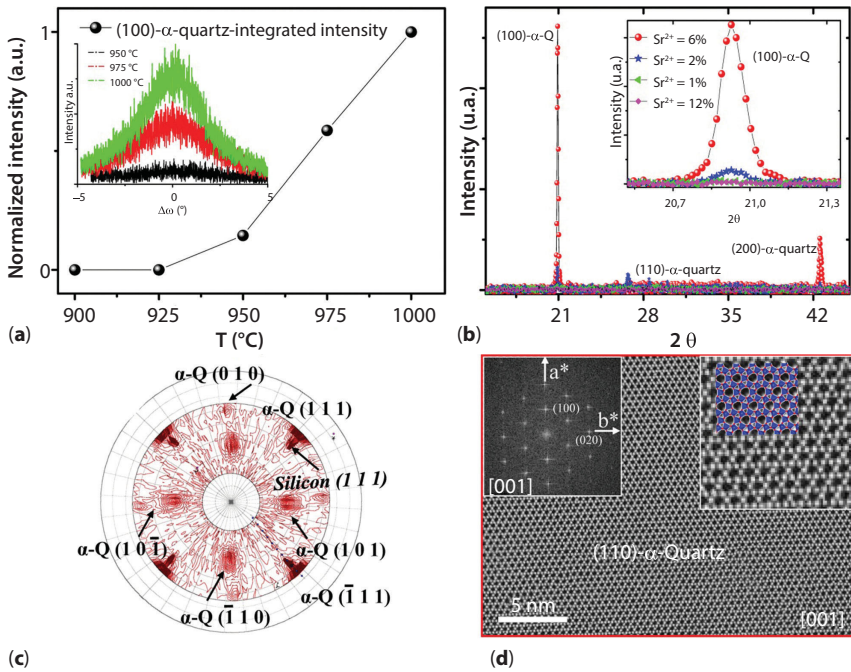 (100)-α-quartz-integrated intensity
950 °C
975 °C
1000 °C
Intensity a.u.
–5
0
5
Δω (°)
Normalized intensity (a.u.)
1
0
900
925
950
975
1000
T (°C)
(a)
(100)-α-Q
(100)-α-Q
Sr²⁺ = 6%
Sr²⁺ = 2%
Sr²⁺ = 1%
Sr²⁺ = 12%
Intensity (u.a.)
20,7
21,0
21,3
2θ
(200)-α-quartz
(110)-α-quartz
Intensity (u.a.)
21
28
35
42
2 θ
(b)
α-Q (0 1 0)
α-Q (1 1 1)
Silicon (1 1 1)
α-Q (1 0 1̅)
α-Q (1 0 1)
α-Q (1̅ 1 0)
α-Q (1̅ 1 1)
(c)
a*
(100)
b*
(020)
[001]
(110)-α-Quartz
5 nm
[001]
(d)